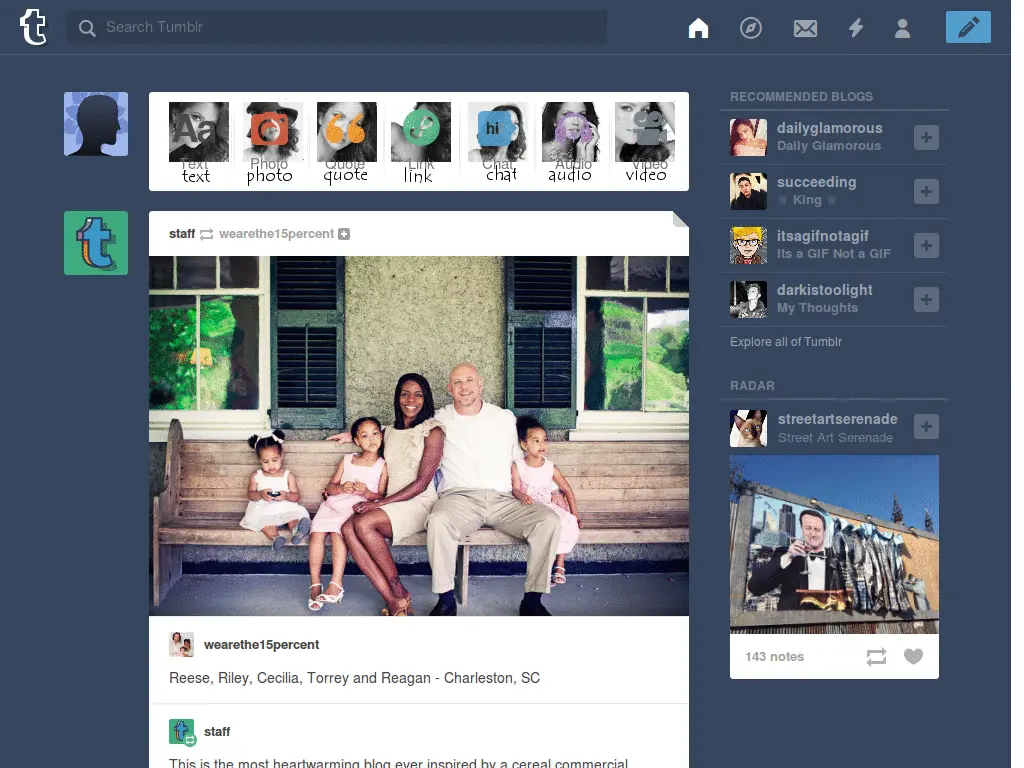 t
Search Tumblr
Aa
hi
Text Photo Quote Link Chat Audio Video
text photo quote link chat audio video
staff wearethe15percent
t
wearethe15percent
Reese, Riley, Cecilia, Torrey and Reagan - Charleston, SC
staff
This is the most heartwarming blog ever inspired by a cereal commercial
RECOMMENDED BLOGS
dailyglamorous
Daily Glamorous
succeeding
♕ King ♕
itsagifnotagif
Its a GIF Not a GIF
darkistoolight
My Thoughts
Explore all of Tumblr
RADAR
streetartserenade
Street Art Serenade
143 notes